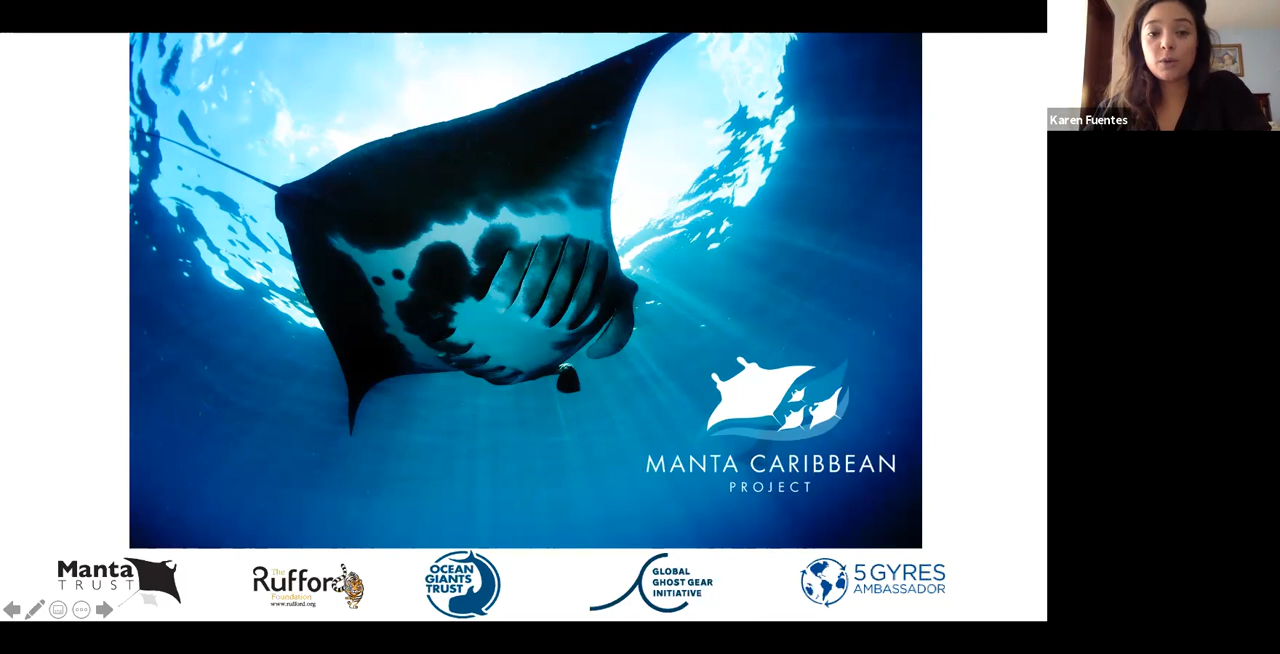 Karen Fuentes
MANTA CARIBBEAN
PROJECT
Manta
TRUST
The
Rufford
Foundation
www.rufford.org
OCEAN
GIANTS
TRUST
GLOBAL
GHOST GEAR
INITIATIVE
5 GYRES
AMBASSADOR